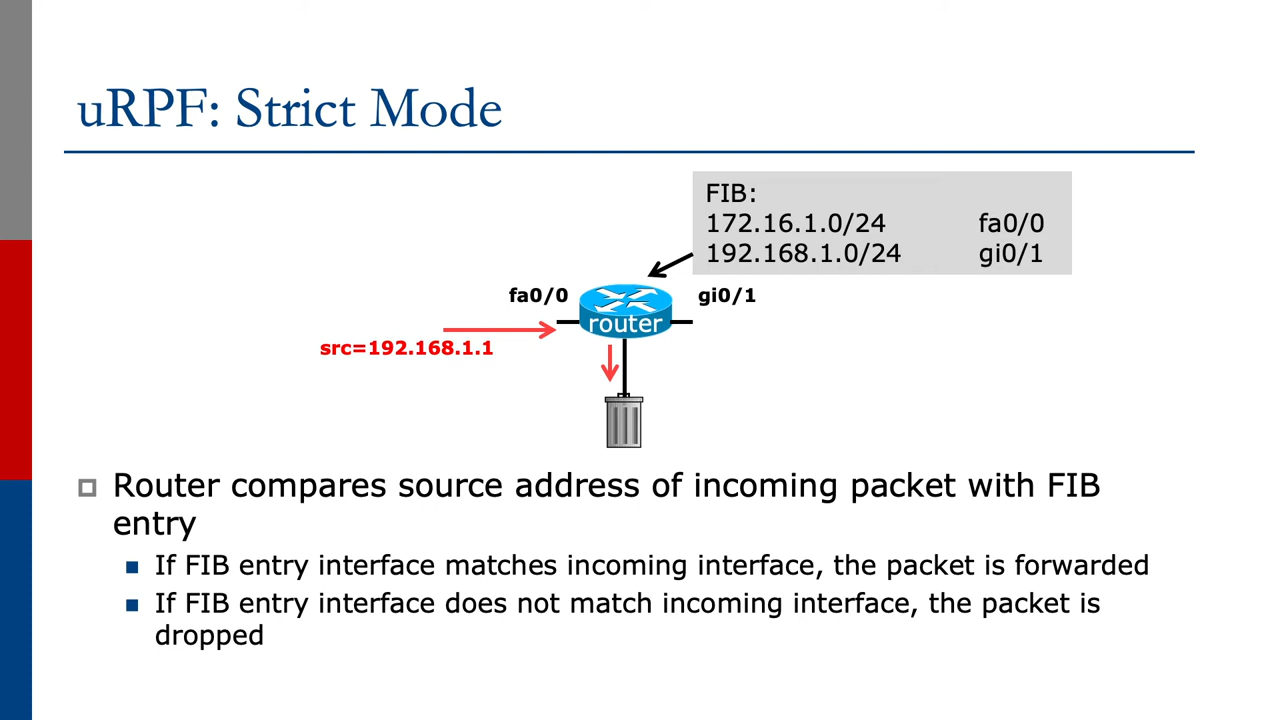 uRPF: Strict Mode
FIB:
172.16.1.0/24 fa0/0
192.168.1.0/24 gi0/1
fa0/0
gi0/1
router
src=192.168.1.1
Router compares source address of incoming packet with FIB
entry
If FIB entry interface matches incoming interface, the packet is forwarded
If FIB entry interface does not match incoming interface, the packet is
dropped